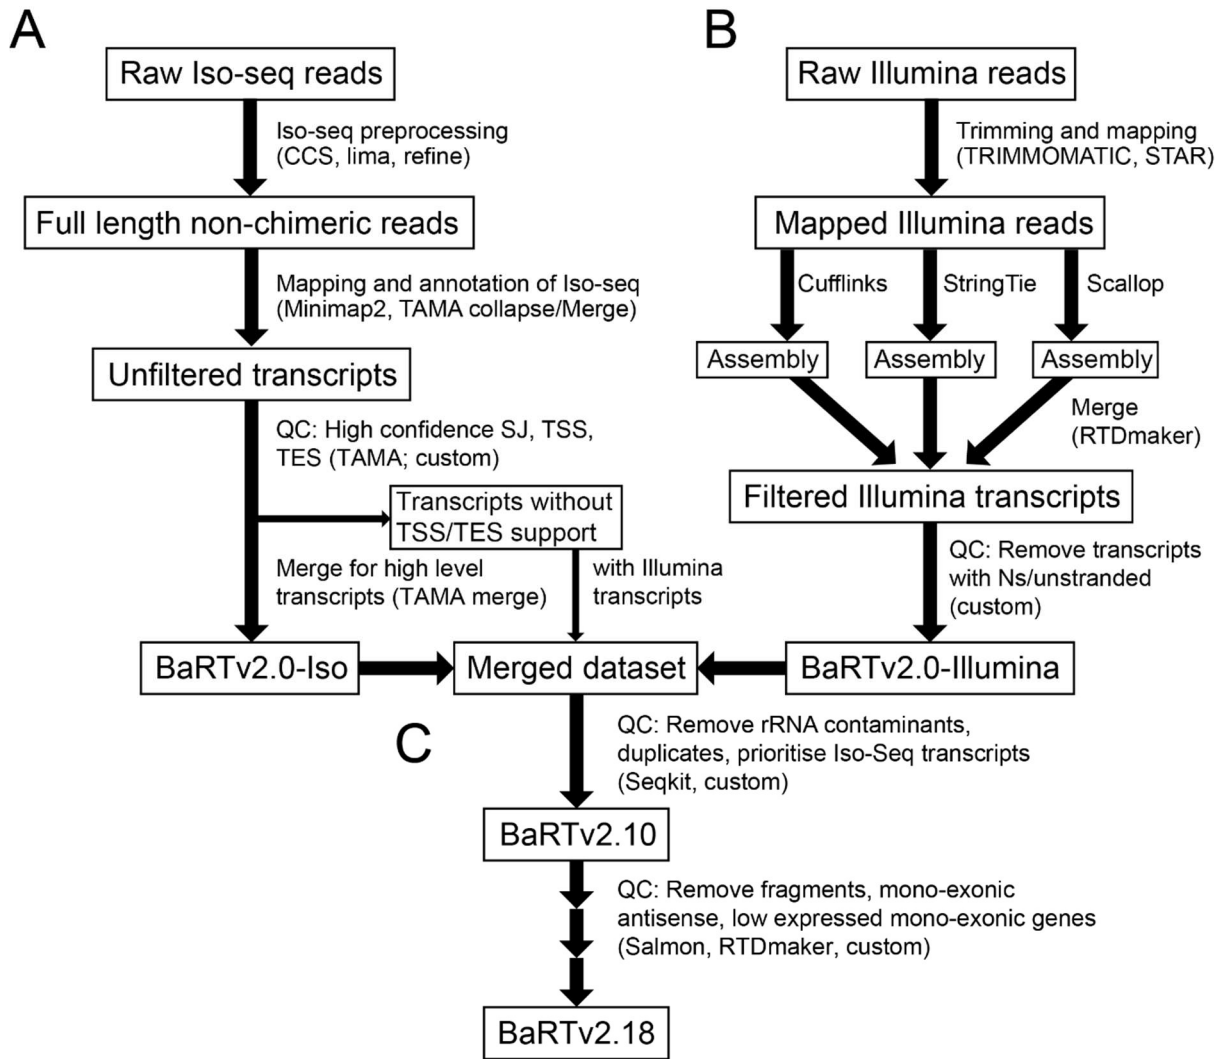 A
Raw Iso-seq reads
Iso-seq preprocessing
(CCS, lima, refine)
Full length non-chimeric reads
Mapping and annotation of Iso-seq
(Minimap2, TAMA collapse/Merge)
Unfiltered transcripts
QC: High confidence SJ, TSS,
TES (TAMA; custom)
Transcripts without
TSS/TES support
Merge for high level
transcripts (TAMA merge)
with Illumina
transcripts
BaRTv2.0-Iso
B
Raw Illumina reads
Trimming and mapping
(TRIMMOMATIC, STAR)
Mapped Illumina reads
Cufflinks
StringTie
Scallop
Assembly
Assembly
Assembly
Merge
(RTDmaker)
Filtered Illumina transcripts
QC: Remove transcripts
with Ns/unstranded
(custom)
BaRTv2.0-Illumina
Merged dataset
C
QC: Remove rRNA contaminants,
duplicates, prioritise Iso-Seq transcripts
(Seqkit, custom)
BaRTv2.10
QC: Remove fragments, mono-exonic
antisense, low expressed mono-exonic genes
(Salmon, RTDmaker, custom)
BaRTv2.18